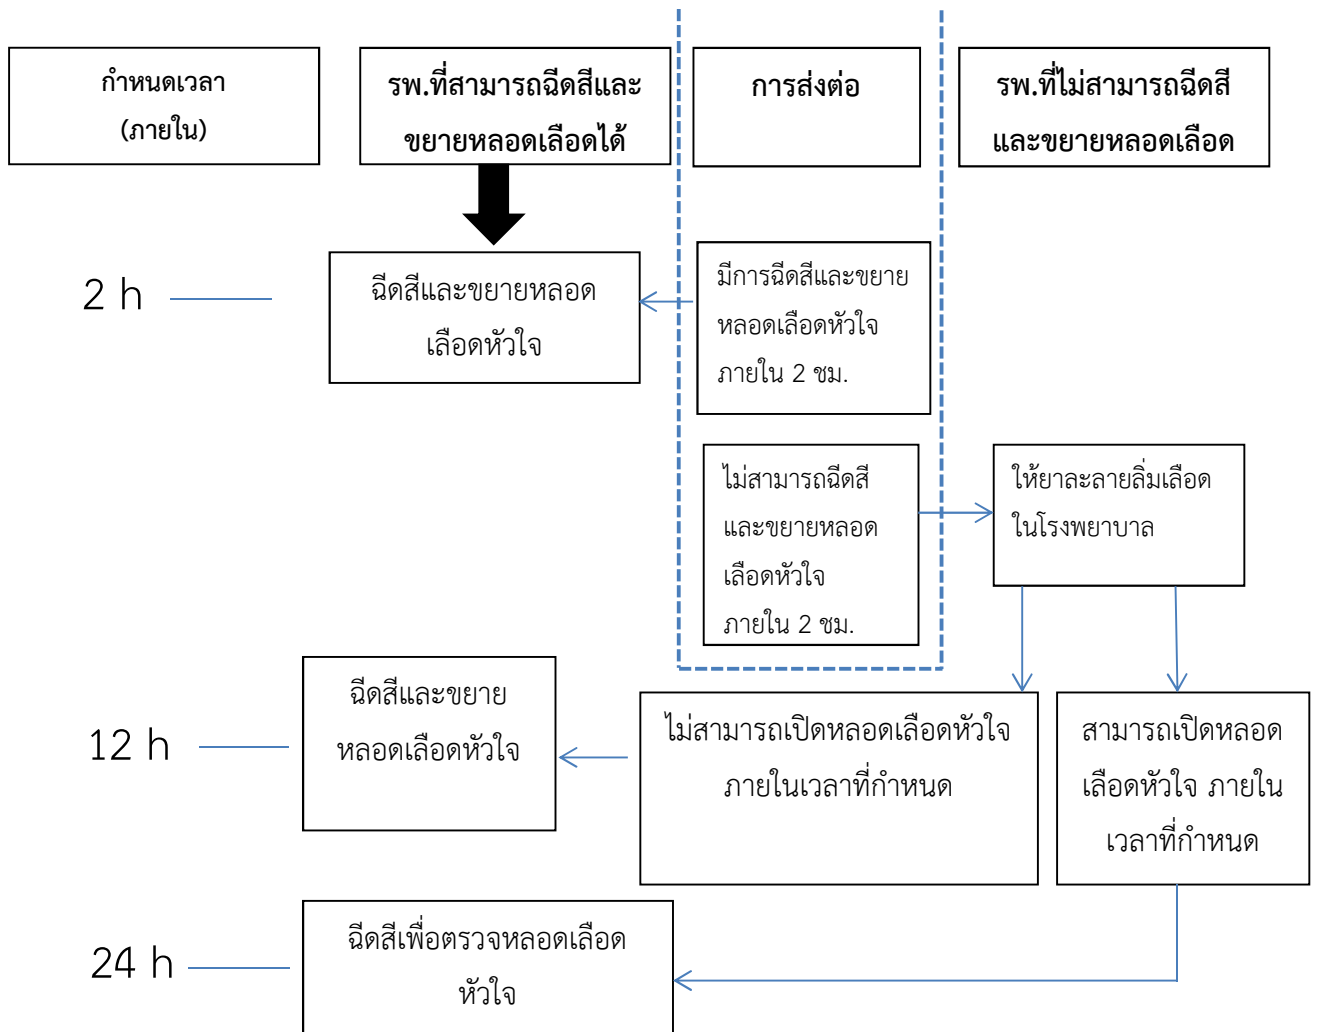 กำหนดเวลา
(ภายใน)
รพ.ที่สามารถฉีดสีและ
ขยายหลอดเลือดได้
การส่งต่อ
รพ.ที่ไม่สามารถฉีดสี
และขยายหลอดเลือด
2 h
ฉีดสีและขยายหลอด
เลือดหัวใจ
มีการฉีดสีและขยาย
หลอดเลือดหัวใจ
ภายใน 2 ชม.
ไม่สามารถฉีดสี
และขยายหลอด
เลือดหัวใจ
ภายใน 2 ชม.
ให้ยาละลายลิ่มเลือด
ในโรงพยาบาล
12 h
ฉีดสีและขยาย
หลอดเลือดหัวใจ
ไม่สามารถเปิดหลอดเลือดหัวใจ
ภายในเวลาที่กำหนด
สามารถเปิดหลอด
เลือดหัวใจ ภายใน
เวลาที่กำหนด
24 h
ฉีดสีเพื่อตรวจหลอดเลือด
หัวใจ